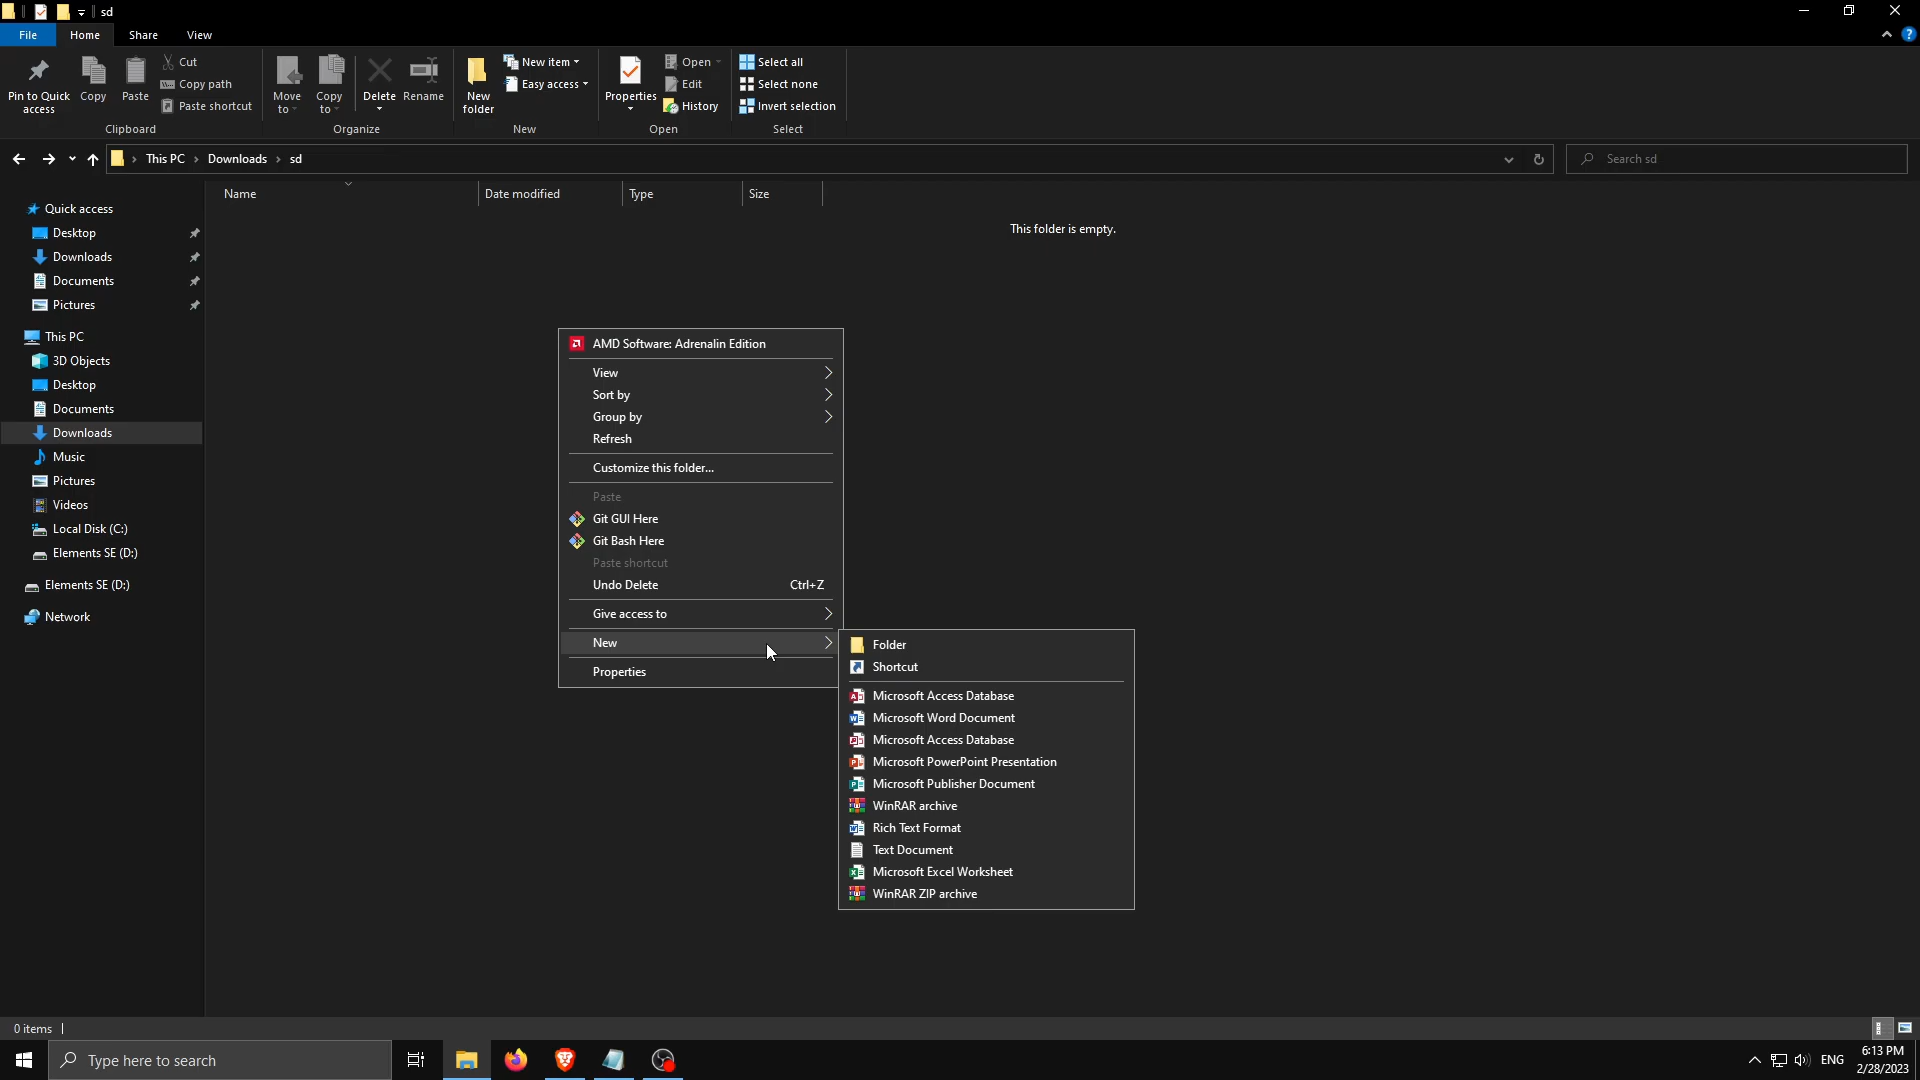 sd
File Home Share View
Pin to Quick access
Copy
Paste
Cut
Copy path
Paste shortcut
Clipboard
Move to
Copy to
Delete
Rename
Organize
New folder
New item
Easy access
New
Properties
Open
Edit
History
Open
Select all
Select none
Invert selection
Select
This PC › Downloads › sd
Search sd
Name Date modified Type Size
This folder is empty.
Quick access
Desktop
Downloads
Documents
Pictures
This PC
3D Objects
Desktop
Documents
Downloads
Music
Pictures
Videos
Local Disk (C:)
Elements SE (D:)
Elements SE (D:)
Network
AMD Software: Adrenalin Edition
View
Sort by
Group by
Refresh
Customize this folder...
Paste
Git GUI Here
Git Bash Here
Paste shortcut
Undo Delete Ctrl+Z
Give access to
New
Properties
Folder
Shortcut
Microsoft Access Database
Microsoft Word Document
Microsoft Access Database
Microsoft PowerPoint Presentation
Microsoft Publisher Document
WinRAR archive
Rich Text Format
Text Document
Microsoft Excel Worksheet
WinRAR ZIP archive
0 items
Type here to search
ENG
6:13 PM
2/28/2023